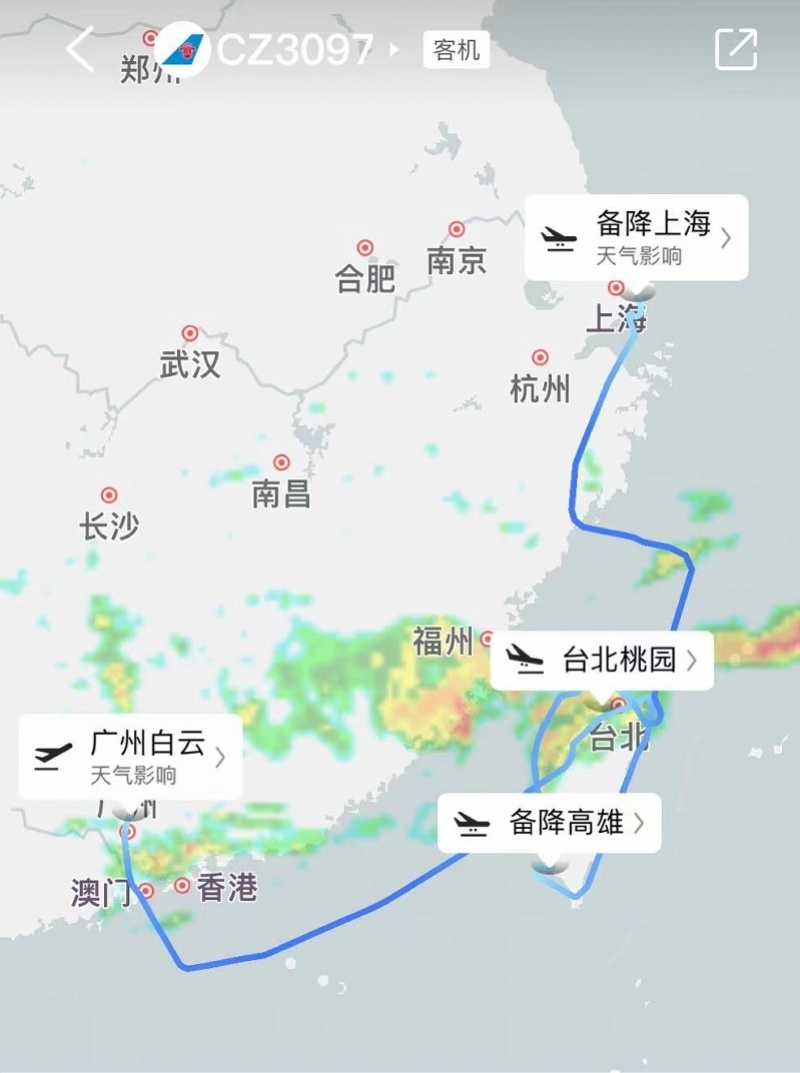 CZ3097
客机
郑州
备降上海
天气影响
南京
合肥
上海
武汉
杭州
南昌
长沙
福州
台北桃园
广州白云
天气影响
台北
备降高雄
广州
澳门
香港